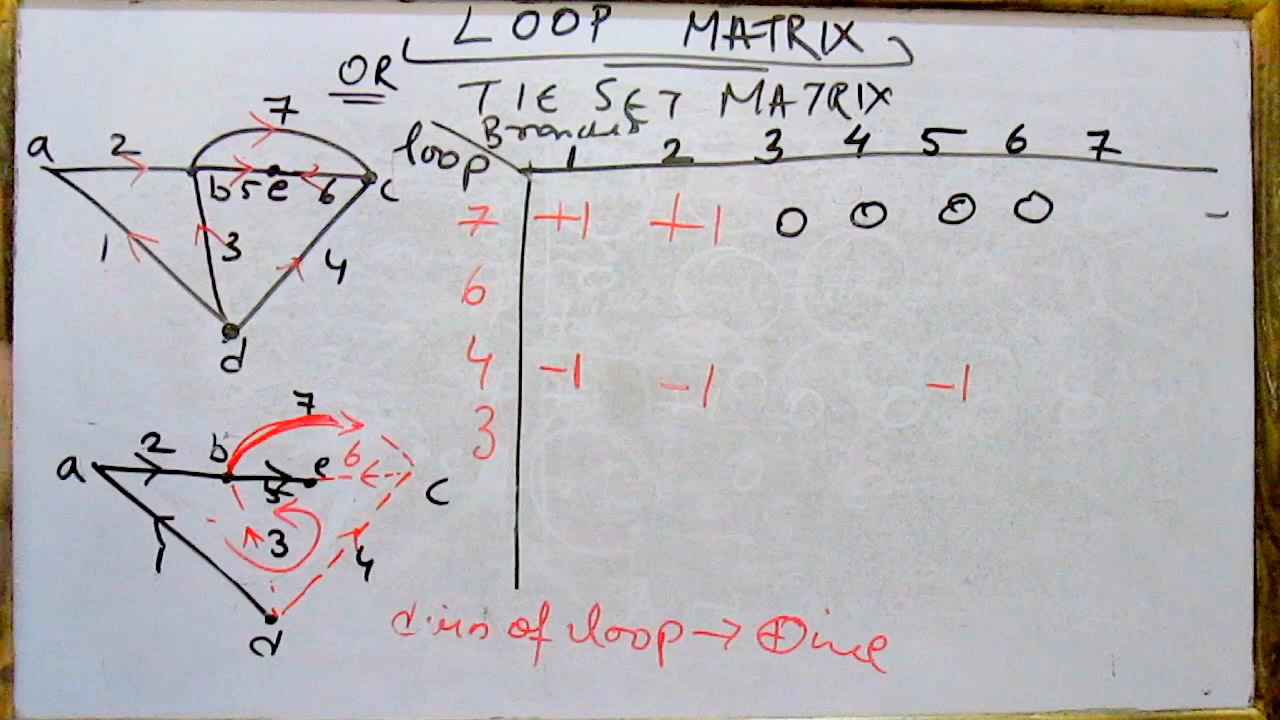 LOOP MATRIX
OR
TIE SET MATRIX
Branches
loop
1 2 3 4 5 6 7
7 +1 +1 0 0 0 0 -
6
4 -1 -1 -1
3
7
a 2 b 5 e 6 c
1 3 4
d
7
a 2 b 5 e 6 c
1 3 4
d
dirn of loop → +ive